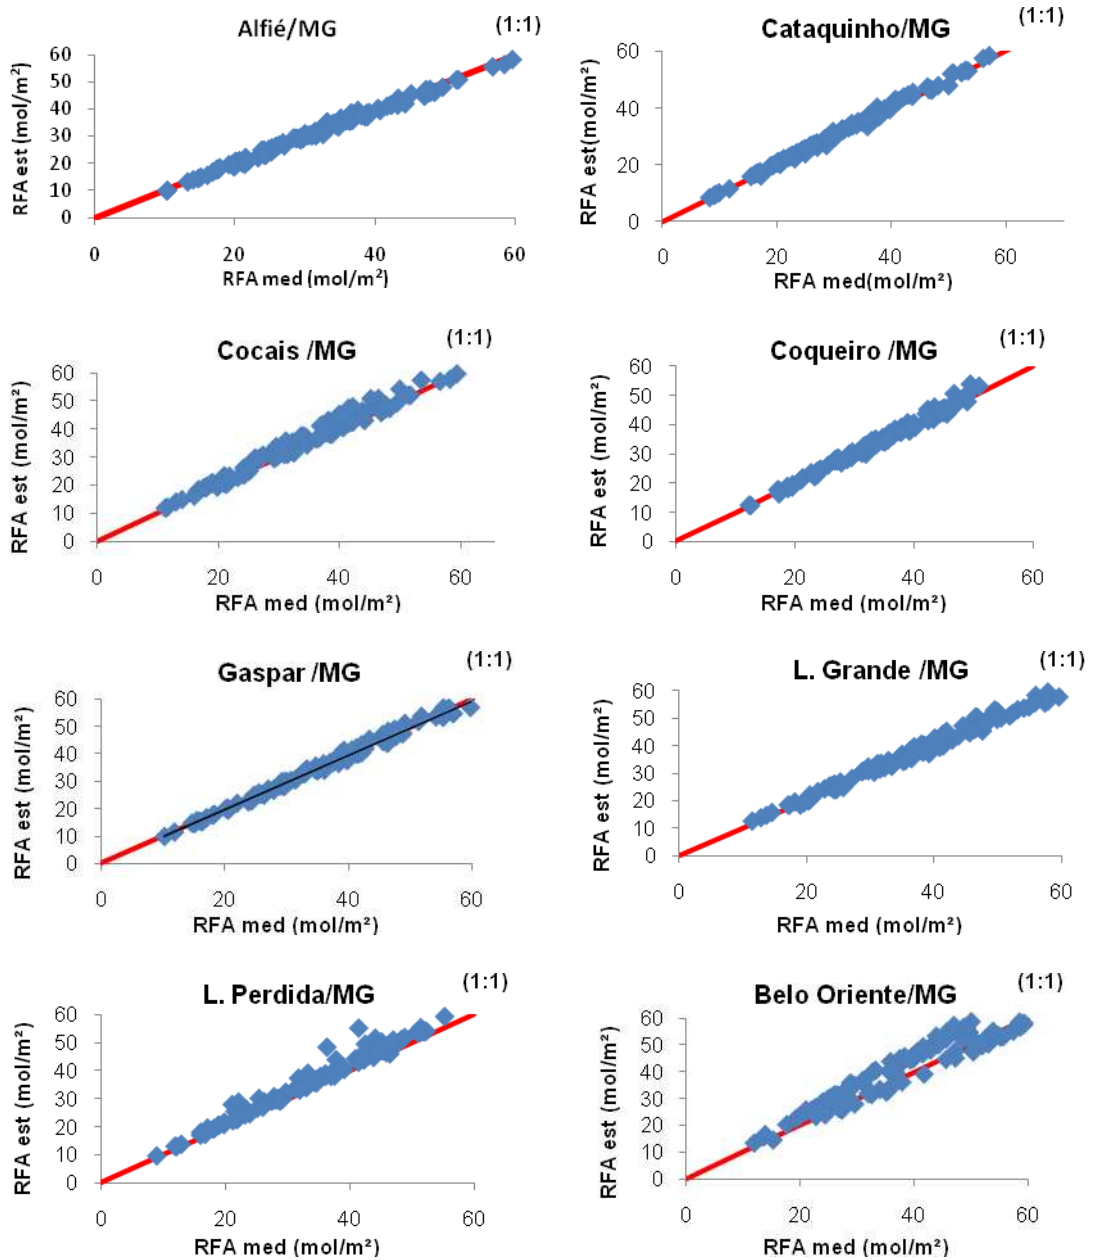 Alfié/MG
(1:1)
RFA est (mol/m²)
60
50
40
30
20
10
0
0 20 40 60
RFA med (mol/m²)
Cataquinho/MG
(1:1)
RFA est(mol/m²)
60
40
20
0
0 20 40 60
RFA med(mol/m²)
Cocais /MG
(1:1)
RFA est (mol/m²)
60
50
40
30
20
10
0
0 20 40 60
RFA med (mol/m²)
Coqueiro /MG
(1:1)
RFA est (mol/m²)
60
50
40
30
20
10
0
0 20 40 60
RFA med (mol/m²)
Gaspar /MG
(1:1)
RFA est (mol/m²)
60
50
40
30
20
10
0
0 20 40 60
RFA med (mol/m²)
L. Grande /MG
(1:1)
RFA est (mol/m²)
60
50
40
30
20
10
0
0 20 40 60
RFA med (mol/m²)
L. Perdida/MG
(1:1)
RFA est (mol/m²)
60
50
40
30
20
10
0
0 20 40 60
RFA med (mol/m²)
Belo Oriente/MG
(1:1)
RFA est (mol/m²)
60
50
40
30
20
10
0
0 20 40 60
RFA med (mol/m²)